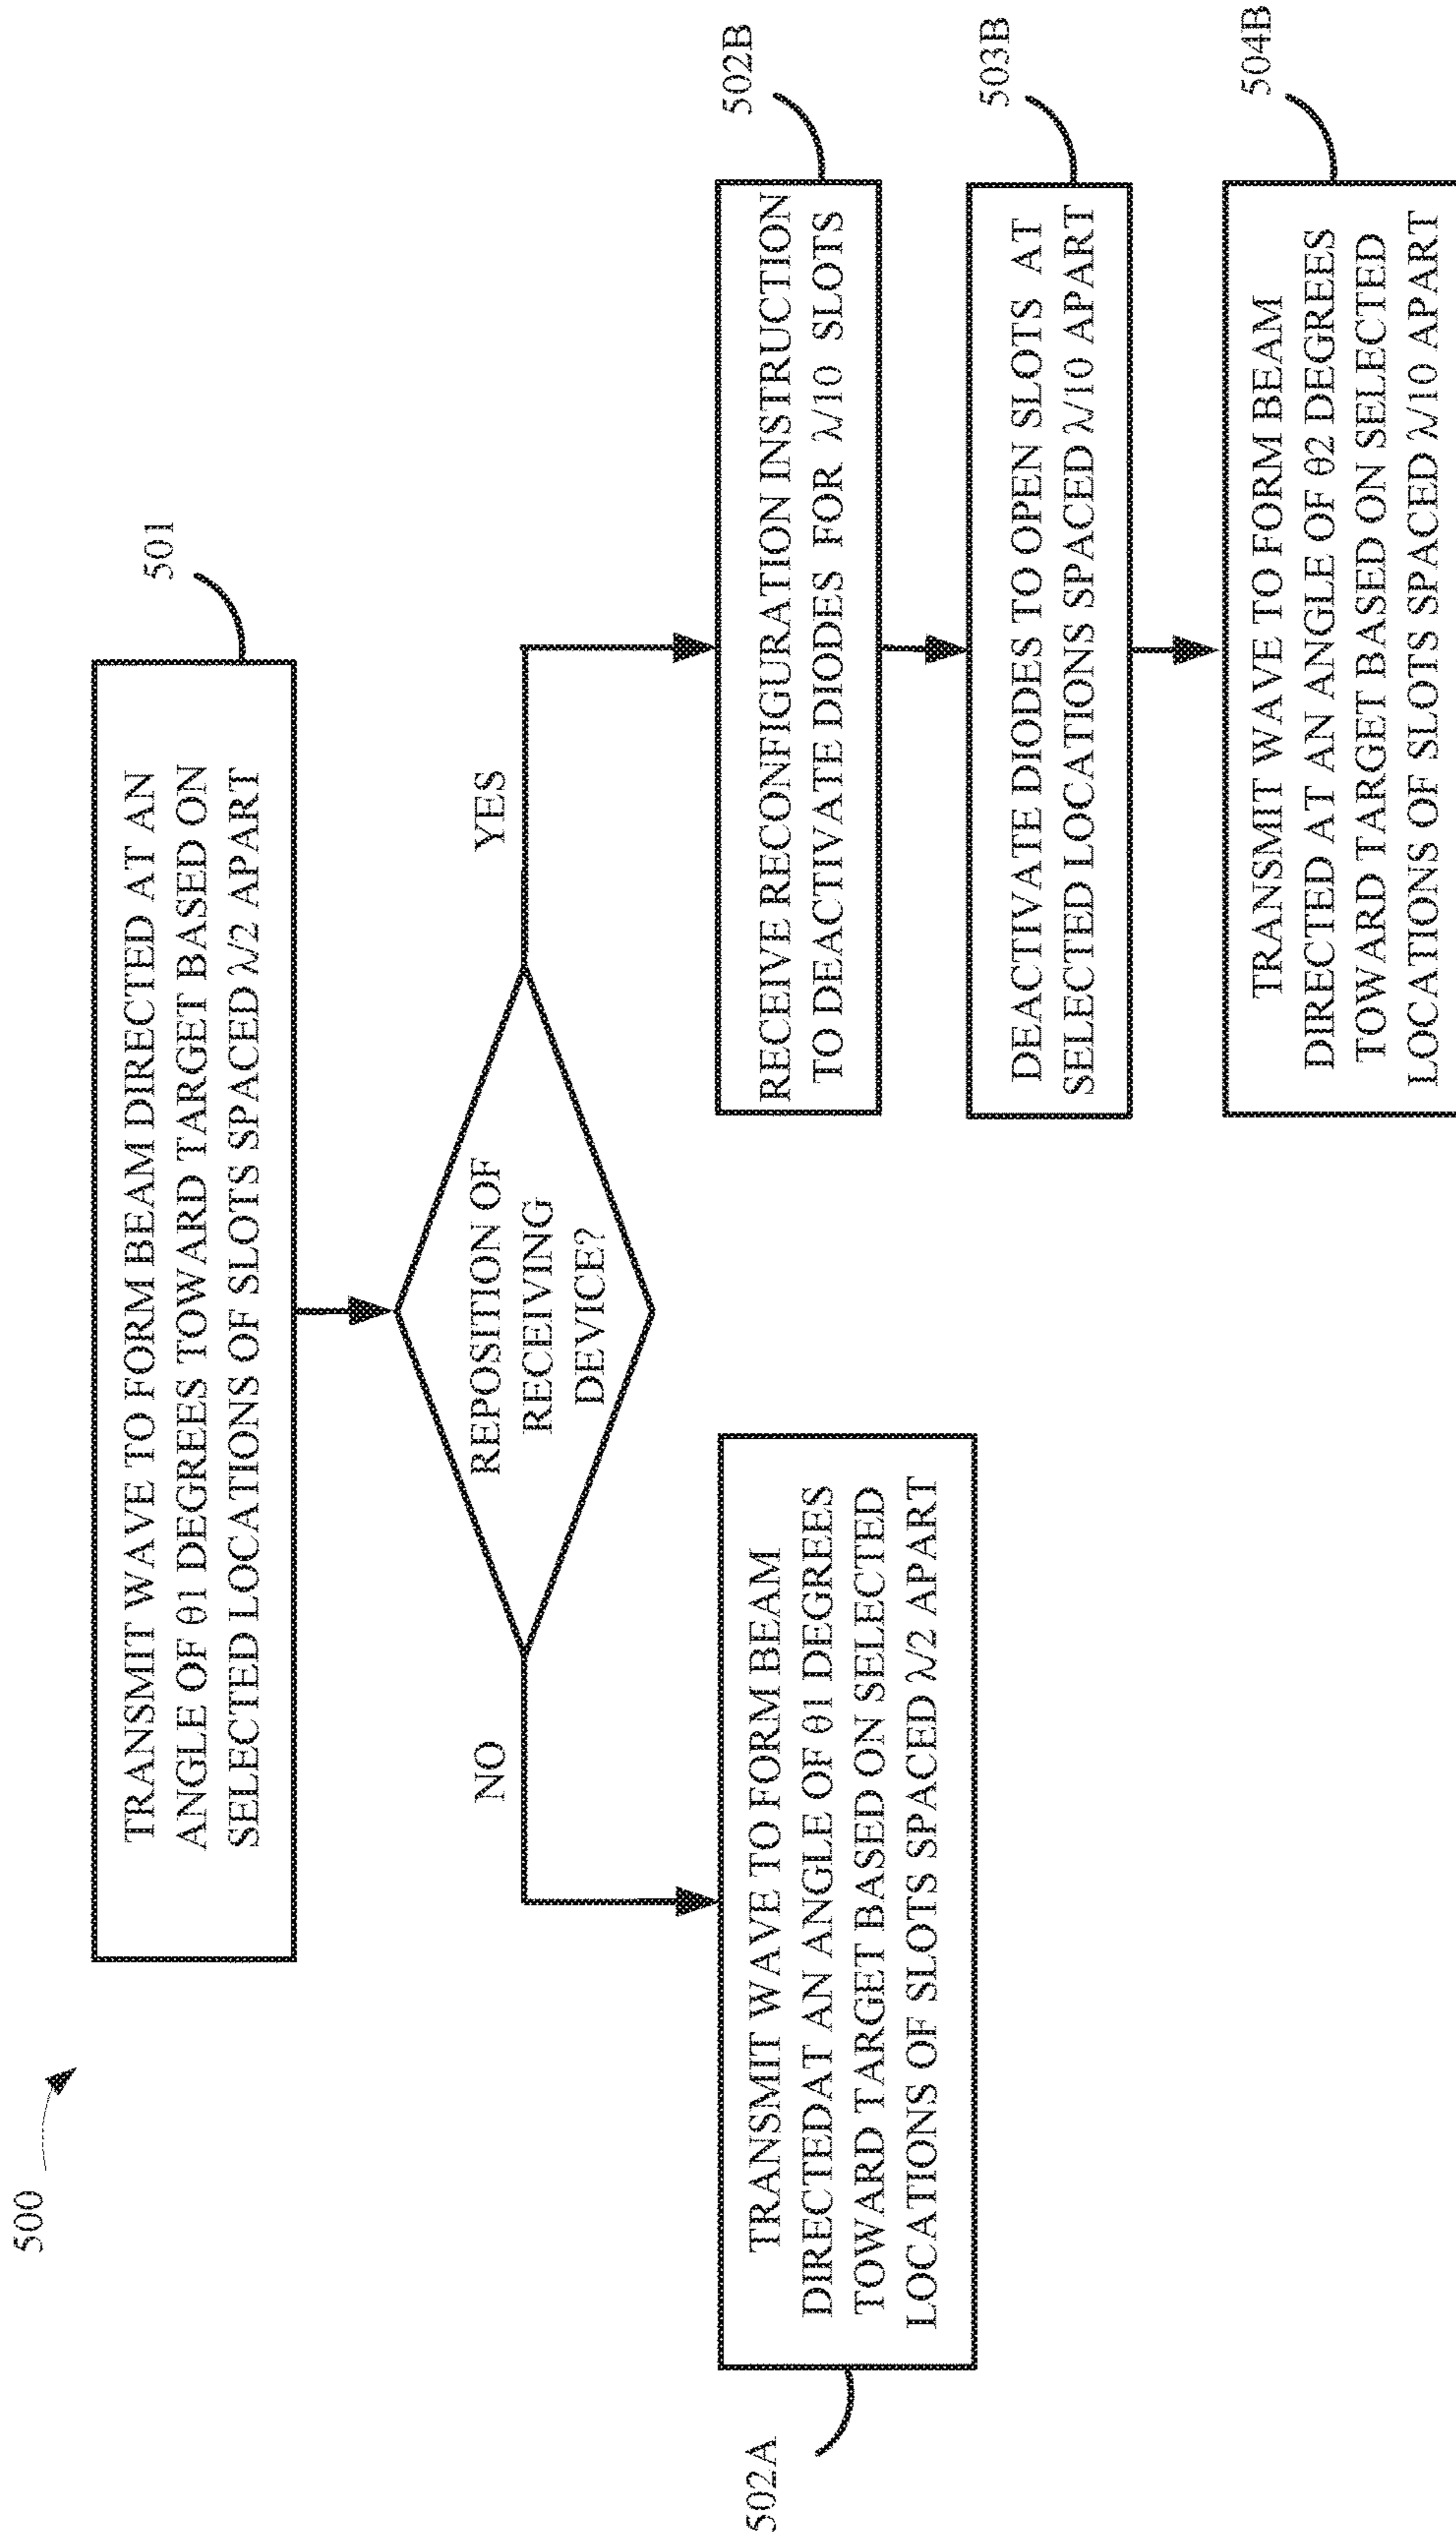 500
501
TRANSMIT WAVE TO FORM BEAM DIRECTED AT AN
ANGLE OF θ1 DEGREES TOWARD TARGET BASED ON
SELECTED LOCATIONS OF SLOTS SPACED λ/2 APART
REPOSITION OF
RECEIVING
DEVICE?
NO
YES
502A
TRANSMIT WAVE TO FORM BEAM
DIRECTEDAT AN ANGLE OF θ1 DEGREES
TOWARD TARGET BASED ON SELECTED
LOCATIONS OF SLOTS SPACED λ/2 APART
502B
RECEIVE RECONFIGURATION INSTRUCTION
TO DEACTIVATE DIODES FOR λ/10 SLOTS
503B
DEACTIVATE DIODES TO OPEN SLOTS AT
SELECTED LOCATIONS SPACED λ/10 APART
504B
TRANSMIT WAVE TO FORM BEAM
DIRECTED AT AN ANGLE OF θ2 DEGREES
TOWARD TARGET BASED ON SELECTED
LOCATIONS OF SLOTS SPACED λ/10 APART